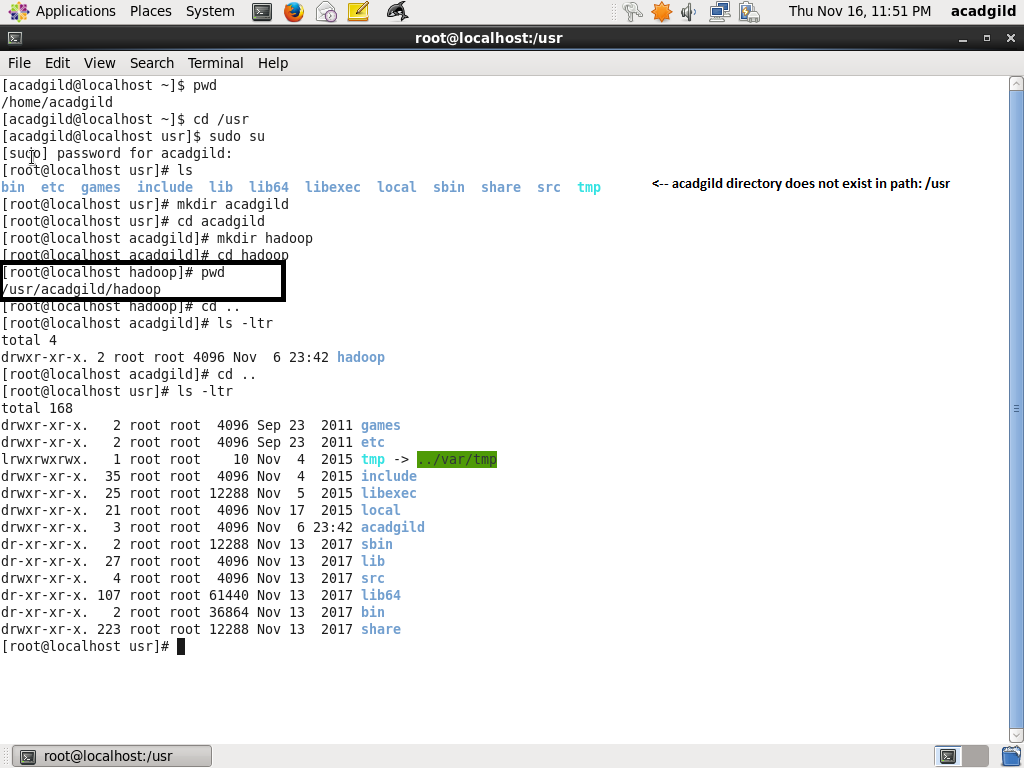 Applications Places System Thu Nov 16, 11:51 PM acadgild
root@localhost:/usr
File Edit View Search Terminal Help
[acadgild@localhost ~]$ pwd
/home/acadgild
[acadgild@localhost ~]$ cd /usr
[acadgild@localhost usr]$ sudo su
[sudo] password for acadgild:
[root@localhost usr]# ls
bin  etc  games  include  lib  lib64  libexec  local  sbin  share  src  tmp <-- acadgild directory does not exist in path: /usr
[root@localhost usr]# mkdir acadgild
[root@localhost usr]# cd acadgild
[root@localhost acadgild]# mkdir hadoop
[root@localhost acadgild]# cd hadoop
[root@localhost hadoop]# pwd
/usr/acadgild/hadoop
[root@localhost hadoop]# cd ..
[root@localhost acadgild]# ls -ltr
total 4
drwxr-xr-x. 2 root root 4096 Nov  6 23:42 hadoop
[root@localhost acadgild]# cd ..
[root@localhost usr]# ls -ltr
total 168
drwxr-xr-x.   2 root root  4096 Sep 23  2011 games
drwxr-xr-x.   2 root root  4096 Sep 23  2011 etc
lrwxrwxrwx.   1 root root    10 Nov  4  2015 tmp -> ../var/tmp
drwxr-xr-x.  35 root root  4096 Nov  4  2015 include
drwxr-xr-x.  25 root root 12288 Nov  5  2015 libexec
drwxr-xr-x.  21 root root  4096 Nov 17  2015 local
drwxr-xr-x.   3 root root  4096 Nov  6 23:42 acadgild
dr-xr-xr-x.   2 root root 12288 Nov 13  2017 sbin
dr-xr-xr-x.  27 root root  4096 Nov 13  2017 lib
drwxr-xr-x.   4 root root  4096 Nov 13  2017 src
dr-xr-xr-x. 107 root root 61440 Nov 13  2017 lib64
dr-xr-xr-x.   2 root root 36864 Nov 13  2017 bin
drwxr-xr-x. 223 root root 12288 Nov 13  2017 share
[root@localhost usr]#
root@localhost:/usr